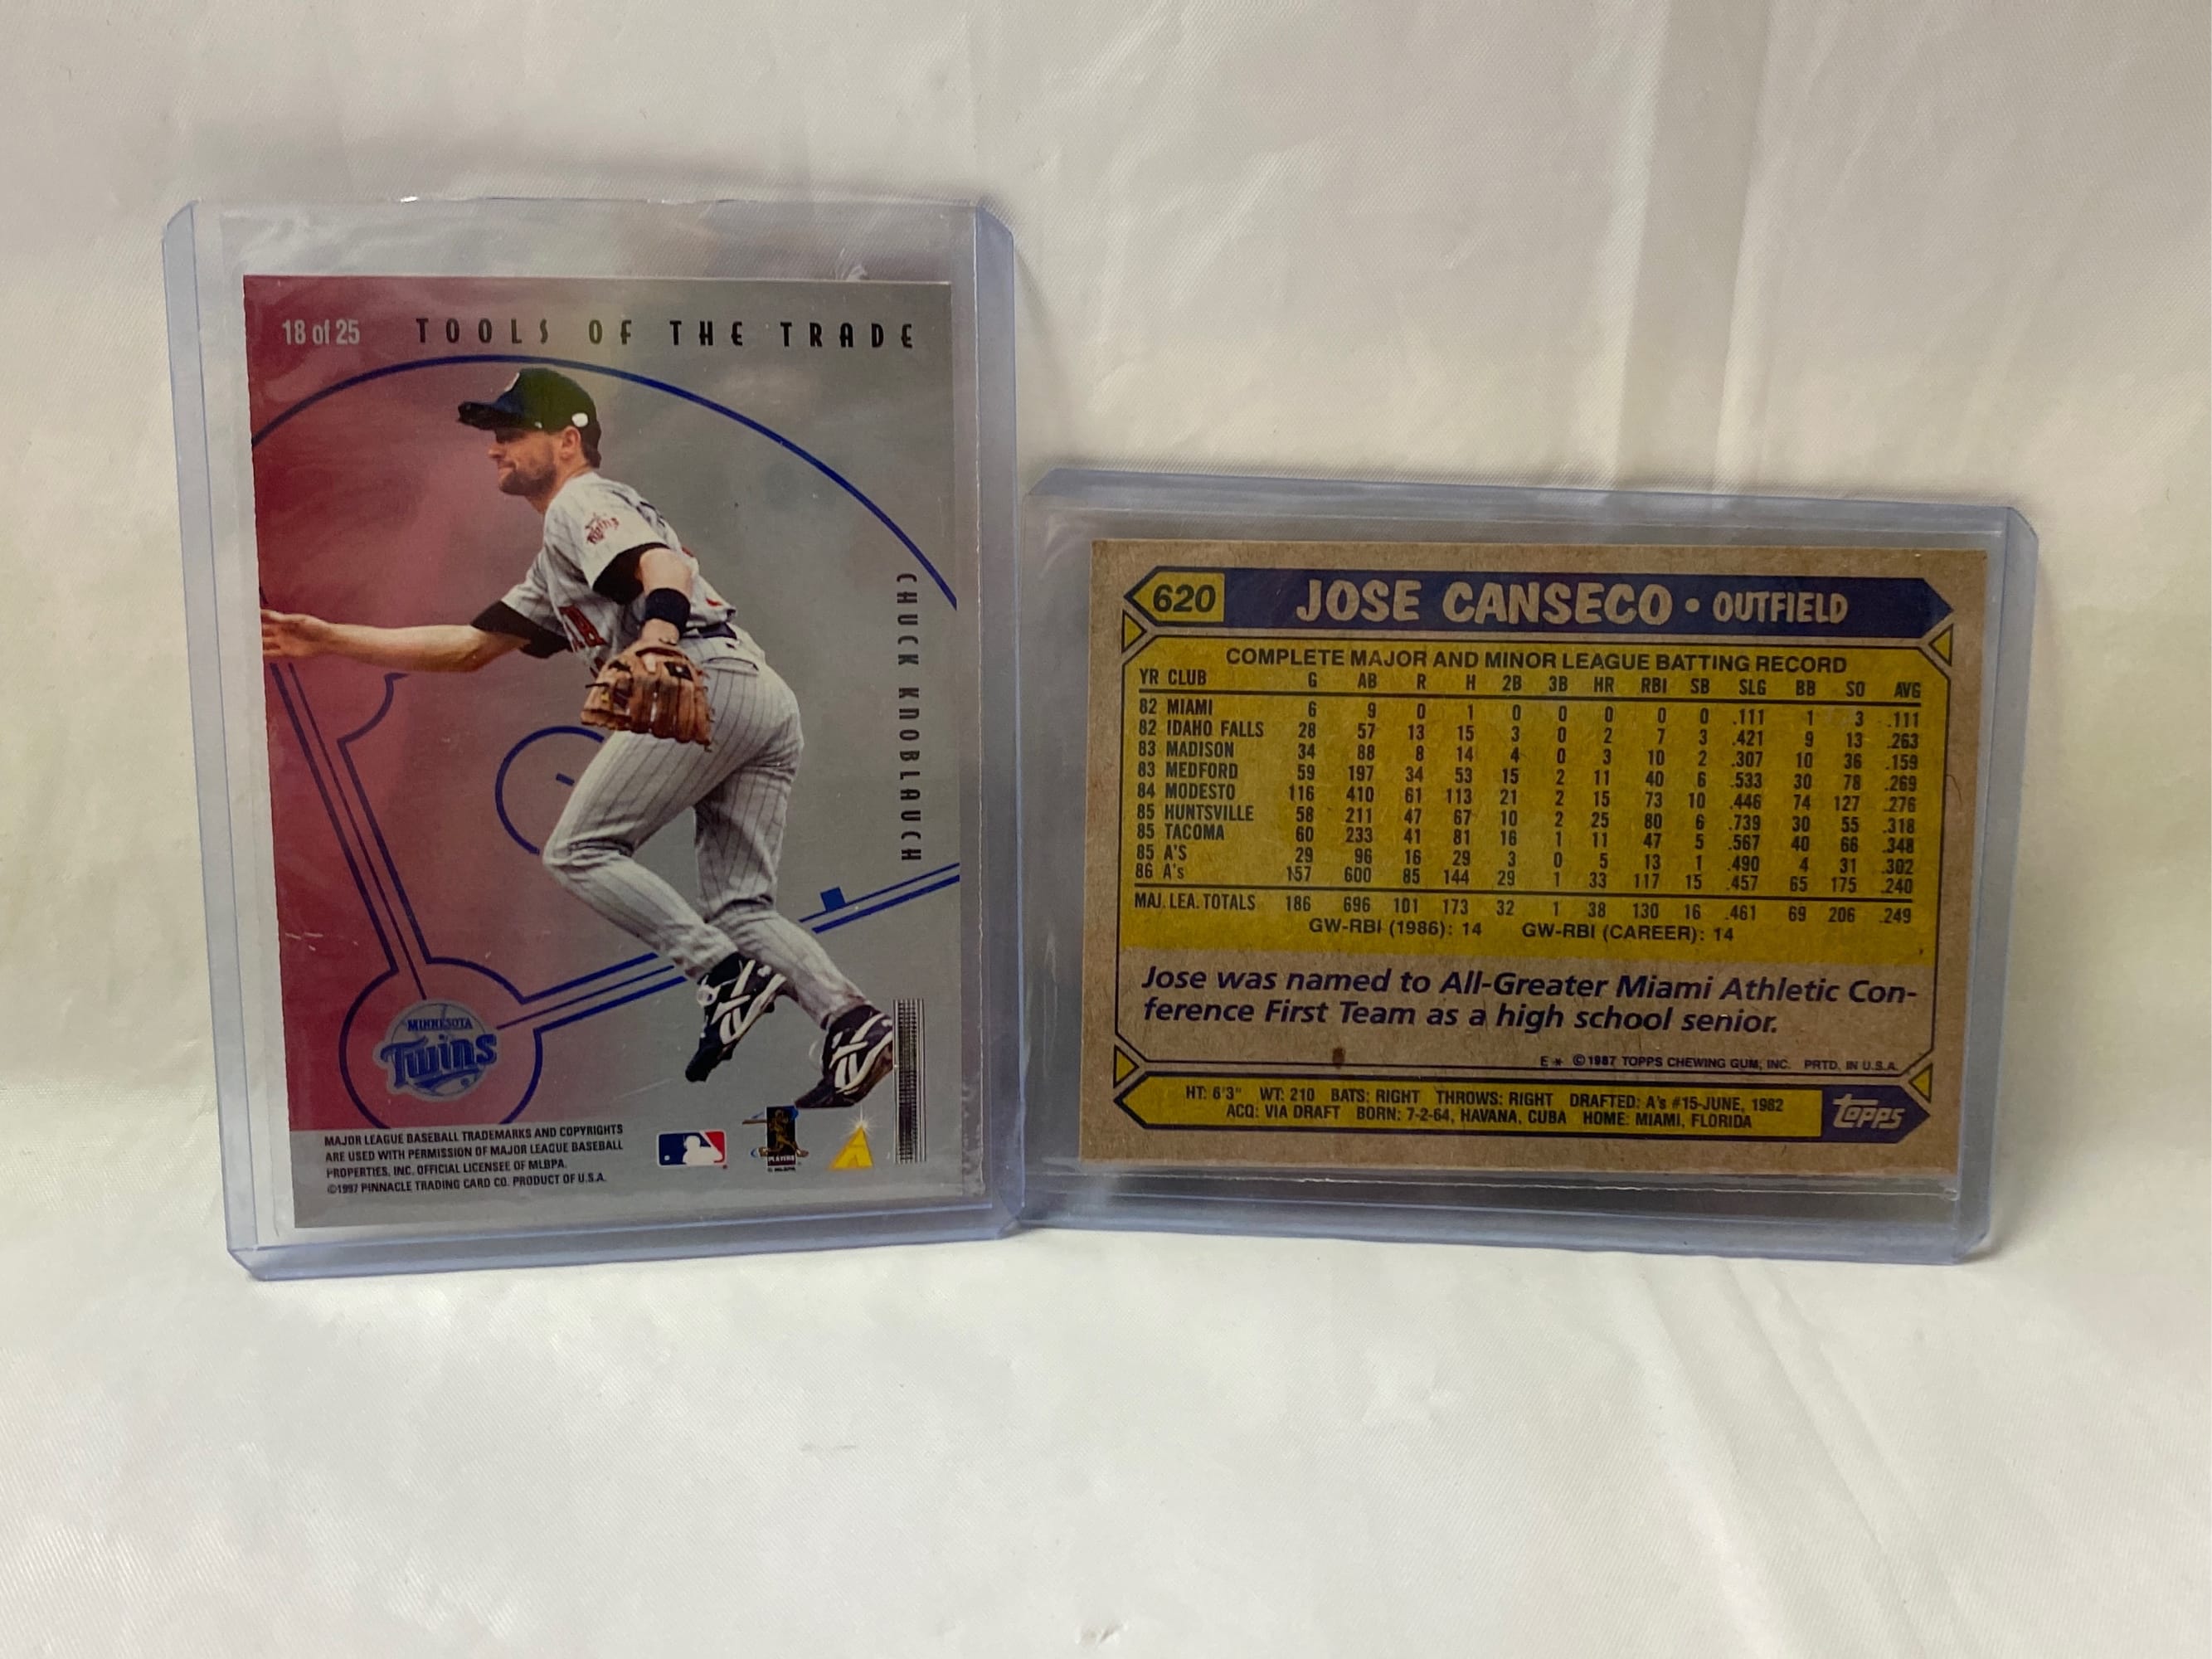 18 of 25 TOOLS OF THE TRADE
CHUCK KNOBLAUCH
MINNESOTA
Twins
MAJOR LEAGUE BASEBALL TRADEMARKS AND COPYRIGHTS
ARE USED WITH PERMISSION OF MAJOR LEAGUE BASEBALL
PROPERTIES, INC. OFFICIAL LICENSEE OF MLBPA.
©1997 PINNACLE TRADING CARD CO. PRODUCT OF U.S.A.
PLAYERS
620 JOSE CANSECO • OUTFIELD
COMPLETE MAJOR AND MINOR LEAGUE BATTING RECORD
YR CLUB G AB R H 2B 3B HR RBI SB SLG BB SO AVG
82 MIAMI 6 9 0 1 0 0 0 0 0 .111 1 3 .111
82 IDAHO FALLS 28 57 13 15 3 0 2 7 3 .421 9 13 .263
83 MADISON 34 88 8 14 4 0 3 10 2 .307 10 36 .159
83 MEDFORD 59 197 34 53 15 2 11 40 6 .533 30 78 .269
84 MODESTO 116 410 61 113 21 2 15 73 10 .446 74 127 .276
85 HUNTSVILLE 58 211 47 67 10 2 25 80 6 .739 30 55 .318
85 TACOMA 60 233 41 81 16 1 11 47 5 .567 40 66 .348
85 A'S 29 96 16 29 3 0 5 13 1 .490 4 31 .302
86 A's 157 600 85 144 29 1 33 117 15 .457 65 175 .240
MAJ. LEA. TOTALS 186 696 101 173 32 1 38 130 16 .461 69 206 .249
GW-RBI (1986): 14 GW-RBI (CAREER): 14
Jose was named to All-Greater Miami Athletic Con-
ference First Team as a high school senior.
E* ©1987 TOPPS CHEWING GUM, INC. PRTD. IN U.S.A.
HT: 6'3" WT: 210 BATS: RIGHT THROWS: RIGHT DRAFTED: A's #15-JUNE, 1982
ACQ: VIA DRAFT BORN: 7-2-64, HAVANA, CUBA HOME: MIAMI, FLORIDA
topps